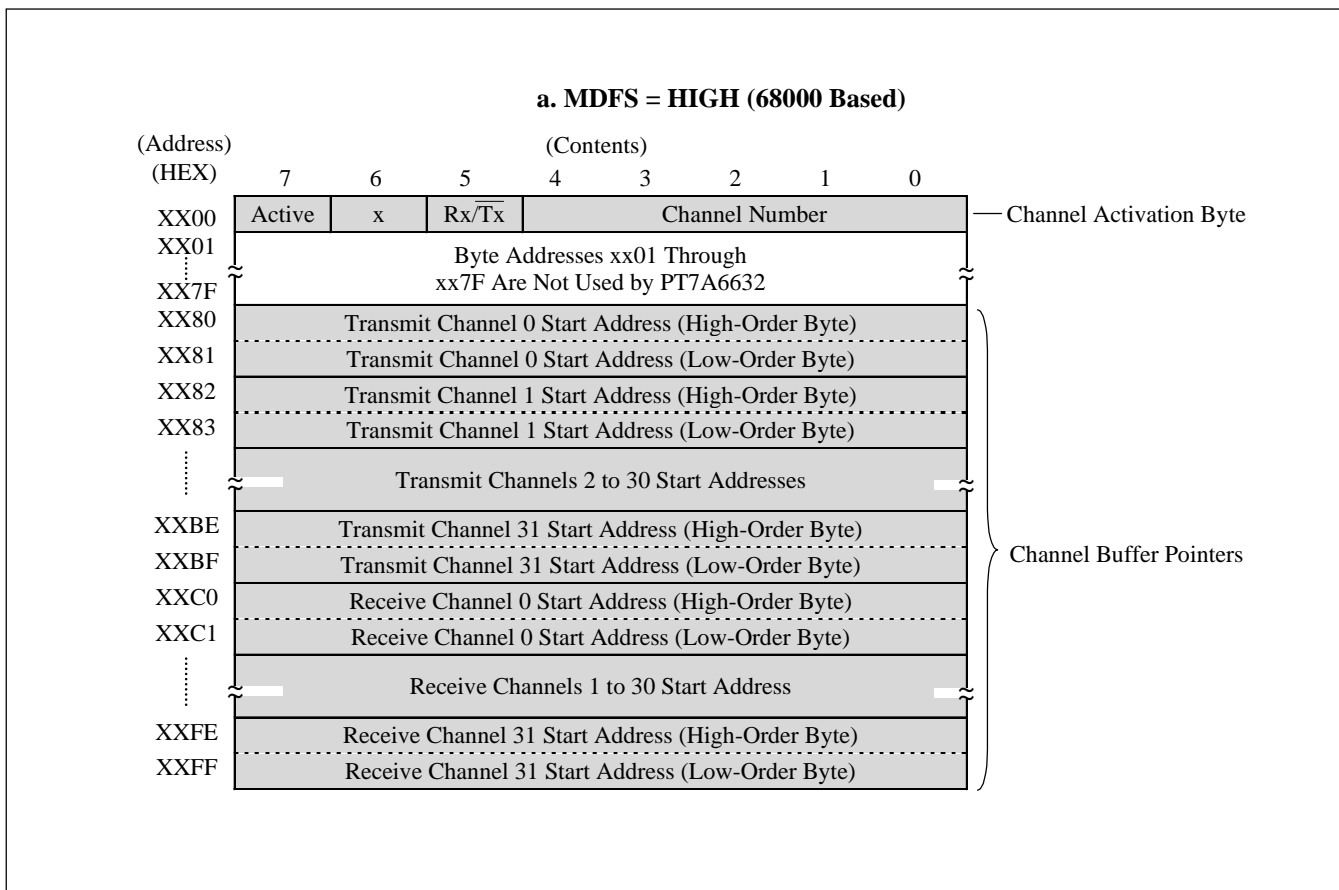 a. MDFS = HIGH (68000 Based)
(Address)
(HEX)
(Contents)
7 6 5 4 3 2 1 0
XX00 Active x Rx/T̅x̅ Channel Number Channel Activation Byte
XX01
Byte Addresses xx01 Through
xx7F Are Not Used by PT7A6632
XX7F
XX80 Transmit Channel 0 Start Address (High-Order Byte)
XX81 Transmit Channel 0 Start Address (Low-Order Byte)
XX82 Transmit Channel 1 Start Address (High-Order Byte)
XX83 Transmit Channel 1 Start Address (Low-Order Byte)
Transmit Channels 2 to 30 Start Addresses
XXBE Transmit Channel 31 Start Address (High-Order Byte)
XXBF Transmit Channel 31 Start Address (Low-Order Byte)
Channel Buffer Pointers
XXC0 Receive Channel 0 Start Address (High-Order Byte)
XXC1 Receive Channel 0 Start Address (Low-Order Byte)
Receive Channels 1 to 30 Start Address
XXFE Receive Channel 31 Start Address (High-Order Byte)
XXFF Receive Channel 31 Start Address (Low-Order Byte)